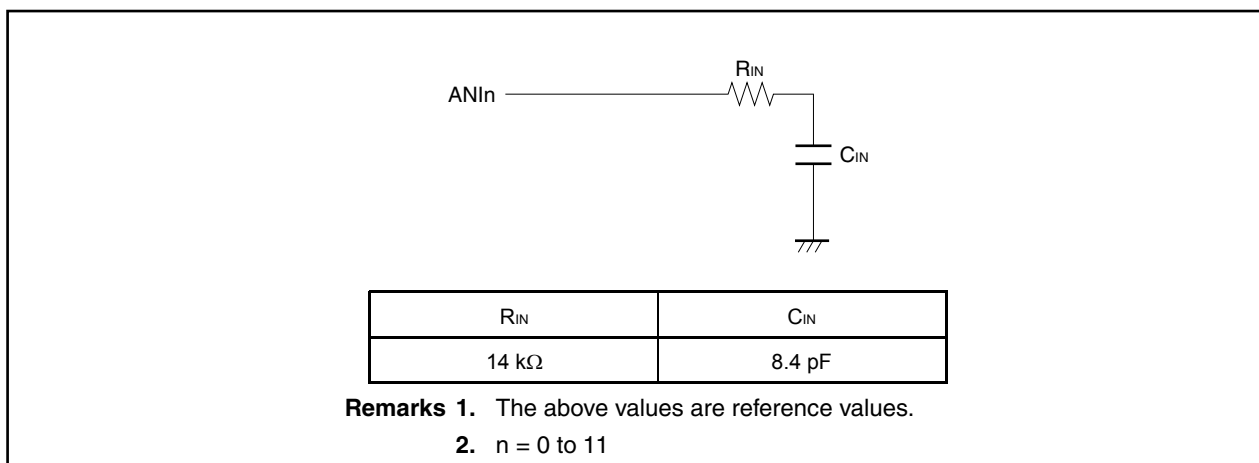 RIN
ANIn
CIN
RIN CIN
14 kΩ 8.4 pF
Remarks 1. The above values are reference values.
2. n = 0 to 11